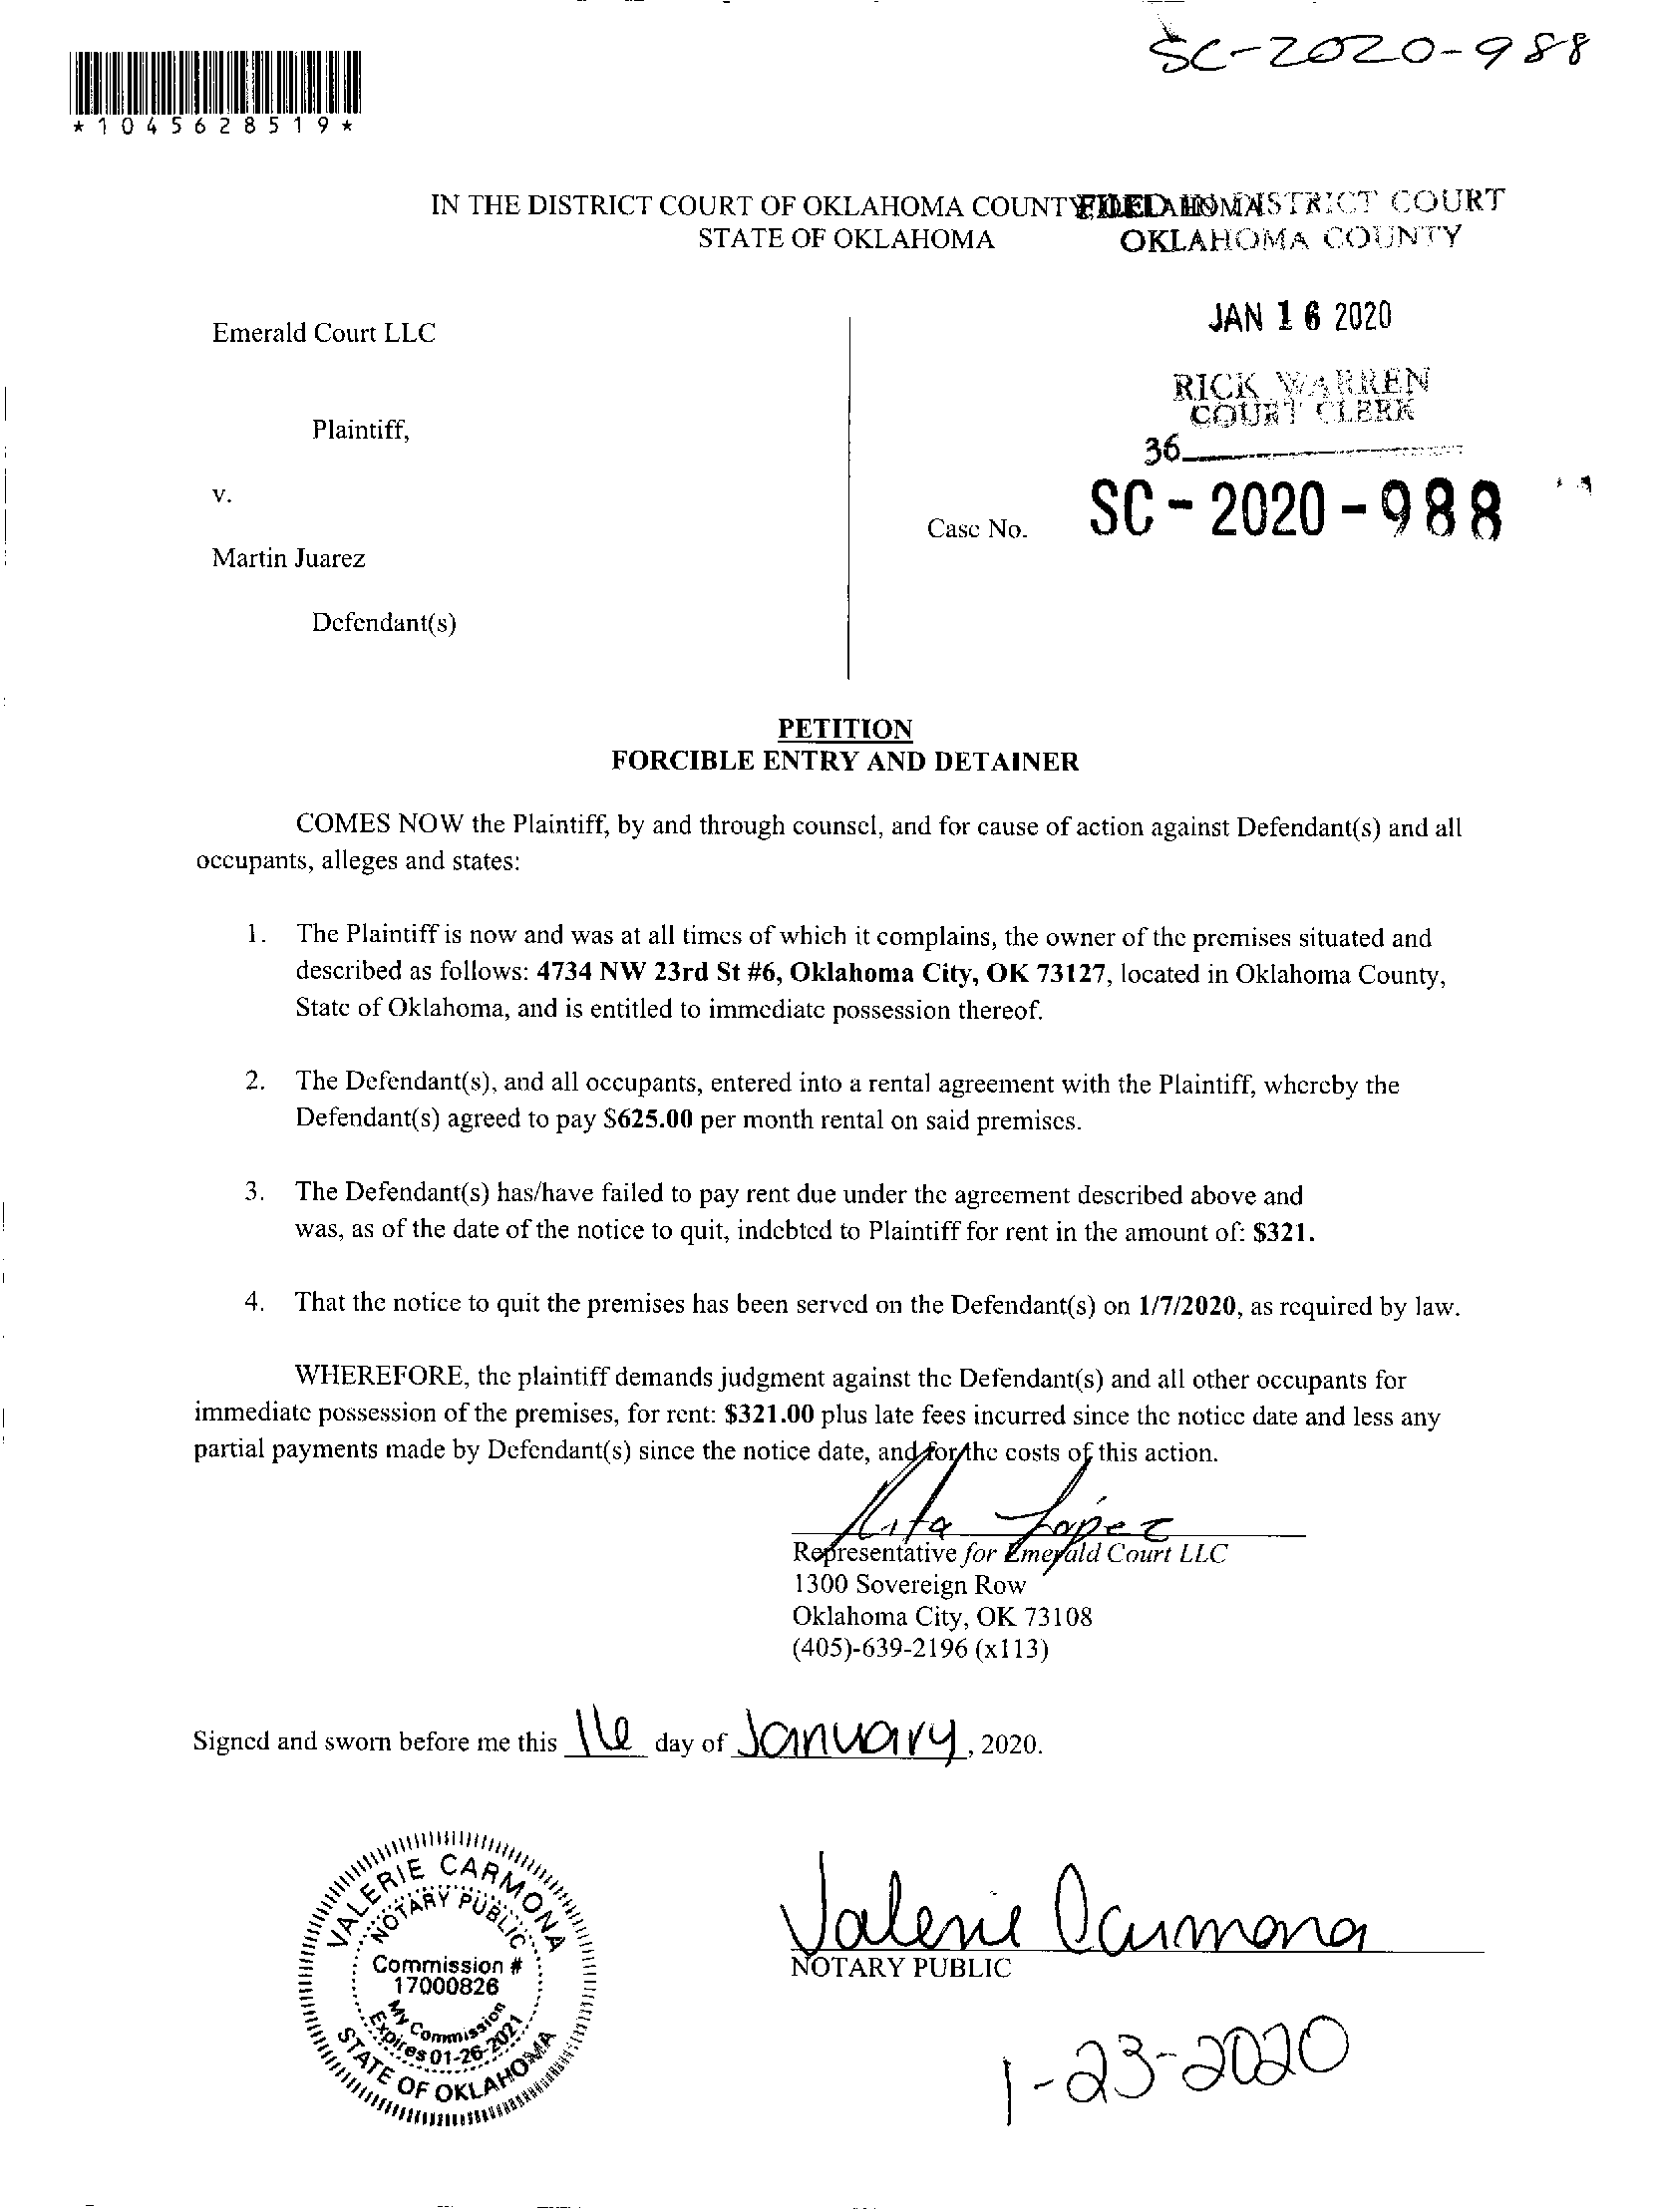 SC-2020-988
*1045628519*
IN THE DISTRICT COURT OF OKLAHOMA COUNTY
FILED IN DISTRICT COURT
STATE OF OKLAHOMA
OKLAHOMA COUNTY
JAN 16 2020
Emerald Court LLC
RICK WARREN
COURT CLERK
Plaintiff,
36
v.
Case No.
SC-2020-988
Martin Juarez
Defendant(s)
PETITION
FORCIBLE ENTRY AND DETAINER
COMES NOW the Plaintiff, by and through counsel, and for cause of action against Defendant(s) and all
occupants, alleges and states:
1. The Plaintiff is now and was at all times of which it complains, the owner of the premises situated and
described as follows: 4734 NW 23rd St #6, Oklahoma City, OK 73127, located in Oklahoma County,
State of Oklahoma, and is entitled to immediate possession thereof.
2. The Defendant(s), and all occupants, entered into a rental agreement with the Plaintiff, whereby the
Defendant(s) agreed to pay $625.00 per month rental on said premises.
3. The Defendant(s) has/have failed to pay rent due under the agreement described above and
was, as of the date of the notice to quit, indebted to Plaintiff for rent in the amount of: $321.
4. That the notice to quit the premises has been served on the Defendant(s) on 1/7/2020, as required by law.
WHEREFORE, the plaintiff demands judgment against the Defendant(s) and all other occupants for
immediate possession of the premises, for rent: $321.00 plus late fees incurred since the notice date and less any
partial payments made by Defendant(s) since the notice date, and for the costs of this action.
Rita Lópec
Representative for Emerald Court LLC
1300 Sovereign Row
Oklahoma City, OK 73108
(405)-639-2196 (x113)
Signed and sworn before me this 16 day of January, 2020.
VALERIE CARMONA
NOTARY PUBLIC
Commission #
17000826
My Commission
Expires 01-26-2021
STATE OF OKLAHOMA
Valerie Carmona
NOTARY PUBLIC
1-23-2020